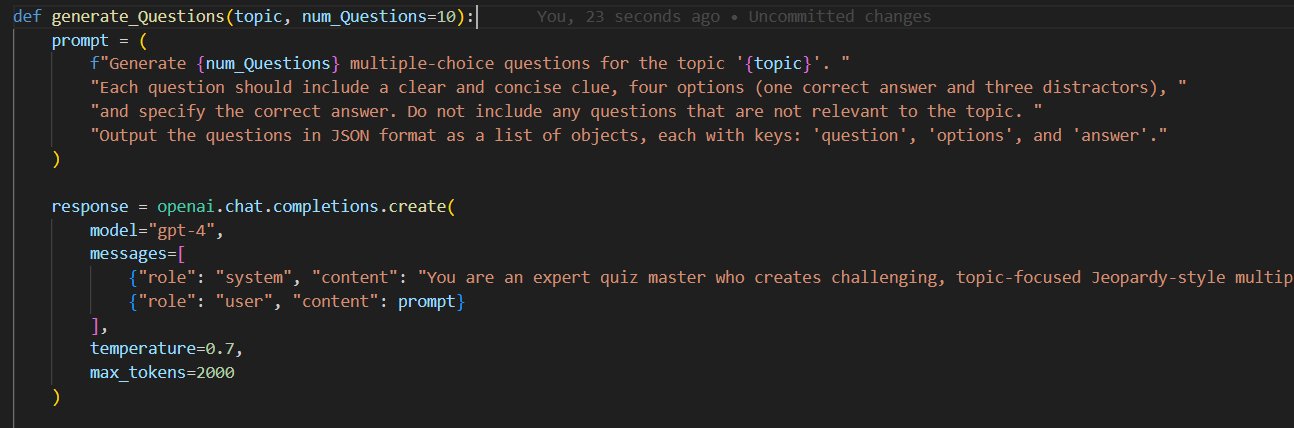 def generate_Questions(topic, num_Questions=10): You, 23 seconds ago • Uncommitted changes
prompt = (
f"Generate {num_Questions} multiple-choice questions for the topic '{topic}'. "
"Each question should include a clear and concise clue, four options (one correct answer and three distractors), "
"and specify the correct answer. Do not include any questions that are not relevant to the topic. "
"Output the questions in JSON format as a list of objects, each with keys: 'question', 'options', and 'answer'."
)
response = openai.chat.completions.create(
model="gpt-4",
messages=[
{"role": "system", "content": "You are an expert quiz master who creates challenging, topic-focused Jeopardy-style multip
{"role": "user", "content": prompt}
],
temperature=0.7,
max_tokens=2000
)